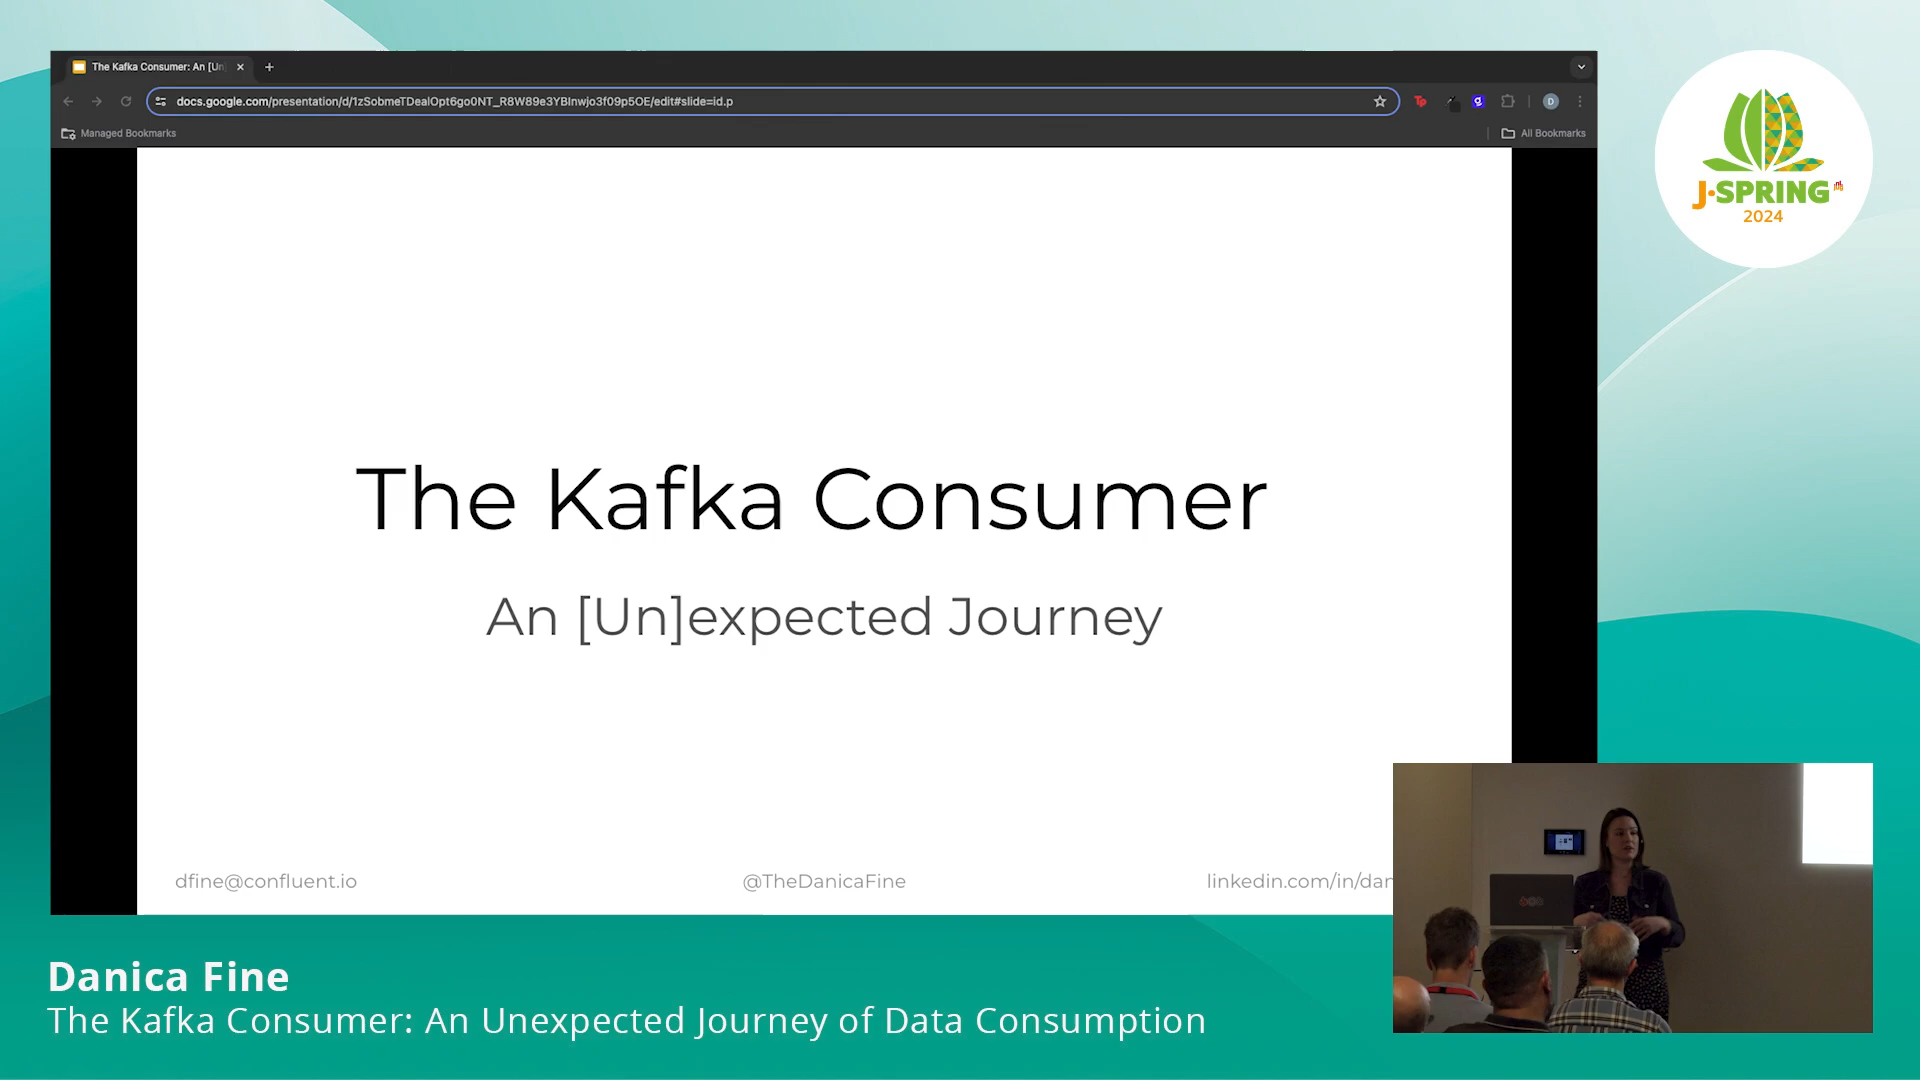 The Kafka Consumer: An [Un
docs.google.com/presentation/d/1zSobmeTDealOpt6go0NT_R8W89e3YBInwjo3f09p5OE/edit#slide=id.p
D
Managed Bookmarks
All Bookmarks
J-SPRING
2024
The Kafka Consumer
An [Un]expected Journey
dfine@confluent.io
@TheDanicaFine
linkedin.com/in/dan
Danica Fine
The Kafka Consumer: An Unexpected Journey of Data Consumption